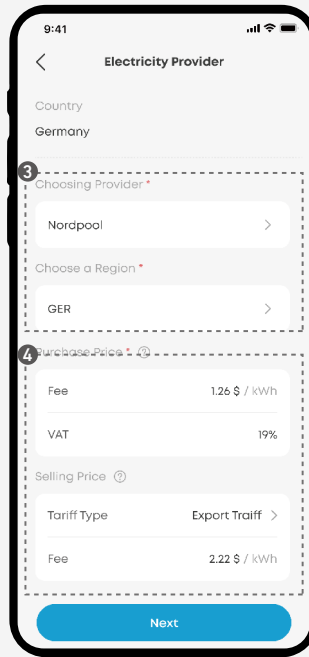 9:41
Electricity Provider
Country
Germany
3
Choosing Provider *
Nordpool
Choose a Region *
GER
4
Purchase Price * ?
Fee 1.26 $ / kWh
VAT 19%
Selling Price ?
Tariff Type Export Traiff
Fee 2.22 $ / kWh
Next